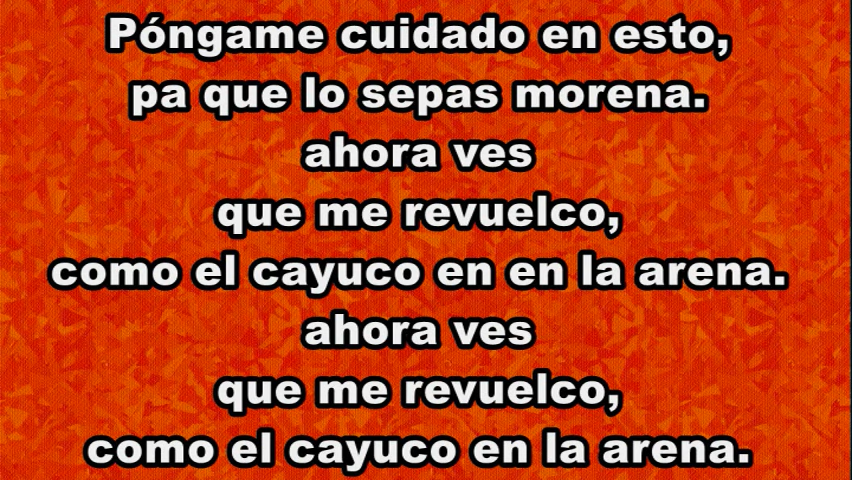 Póngame cuidado en esto,
pa que lo sepas morena.
ahora ves
que me revuelco,
como el cayuco en en la arena.
ahora ves
que me revuelco,
como el cayuco en la arena.